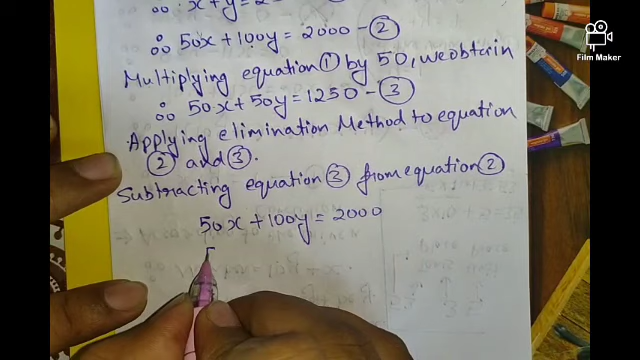 ∴ x+y=2
∴ 50x+100y = 2000 - ②
Multiplying equation ① by 50, we obtain
∴ 50x+50y=1250 - ③
Applying elimination Method to equation
② and ③.
Subtracting equation ③ from equation ②
50x+100y = 2000
Film Maker